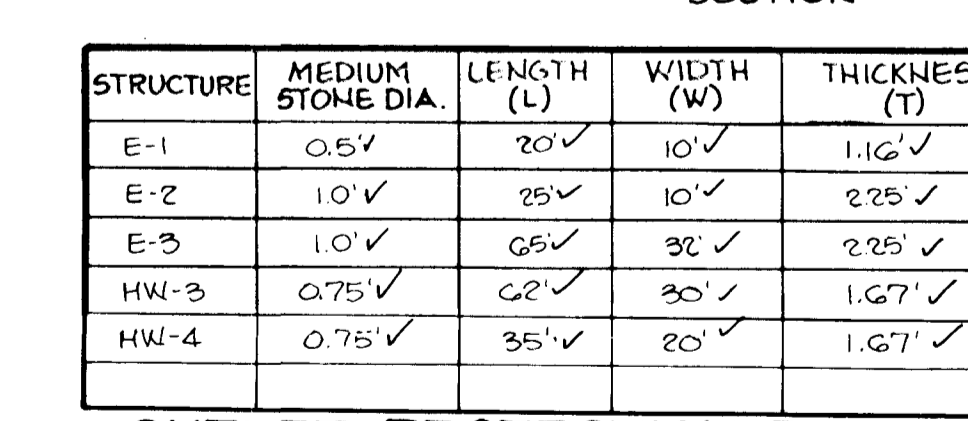 STRUCTURE MEDIUM STONE DIA. LENGTH (L) WIDTH (W) THICKNES (T)
E-1 0.5'✓ 20'✓ 10'✓ 1.16'✓
E-2 1.0'✓ 25'✓ 10'✓ 2.25'✓
E-3 1.0'✓ 65'✓ 32'✓ 2.25'✓
HW-3 0.75'✓ 62'✓ 30'✓ 1.67'✓
HW-4 0.75'✓ 35'✓ 20'✓ 1.67'✓